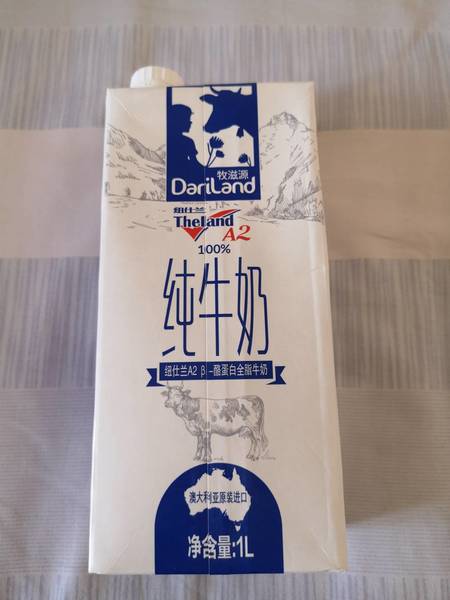 牧滋源
DariLand
纽仕兰
Theland
A2
100%
纯牛奶
纽仕兰A2 β-酪蛋白全脂牛奶
澳大利亚原装进口
净含量:1L